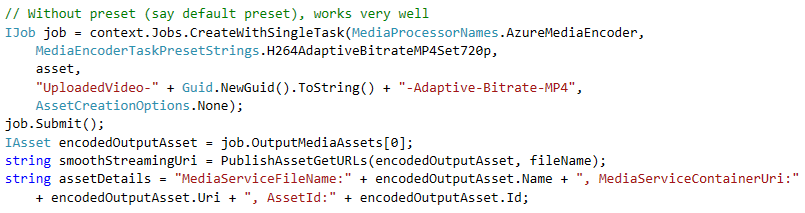 // Without preset (say default preset), works very well
IJob job = context.Jobs.CreateWithSingleTask(MediaProcessorNames.AzureMediaEncoder,
    MediaEncoderTaskPresetStrings.H264AdaptiveBitrateMP4Set720p,
    asset,
    "UploadedVideo-" + Guid.NewGuid().ToString() + "-Adaptive-Bitrate-MP4",
    AssetCreationOptions.None);
job.Submit();
IAsset encodedOutputAsset = job.OutputMediaAssets[0];
string smoothStreamingUri = PublishAssetGetURLs(encodedOutputAsset, fileName);
string assetDetails = "MediaServiceFileName:" + encodedOutputAsset.Name + ", MediaServiceContainerUri:"
    + encodedOutputAsset.Uri + ", AssetId:" + encodedOutputAsset.Id;